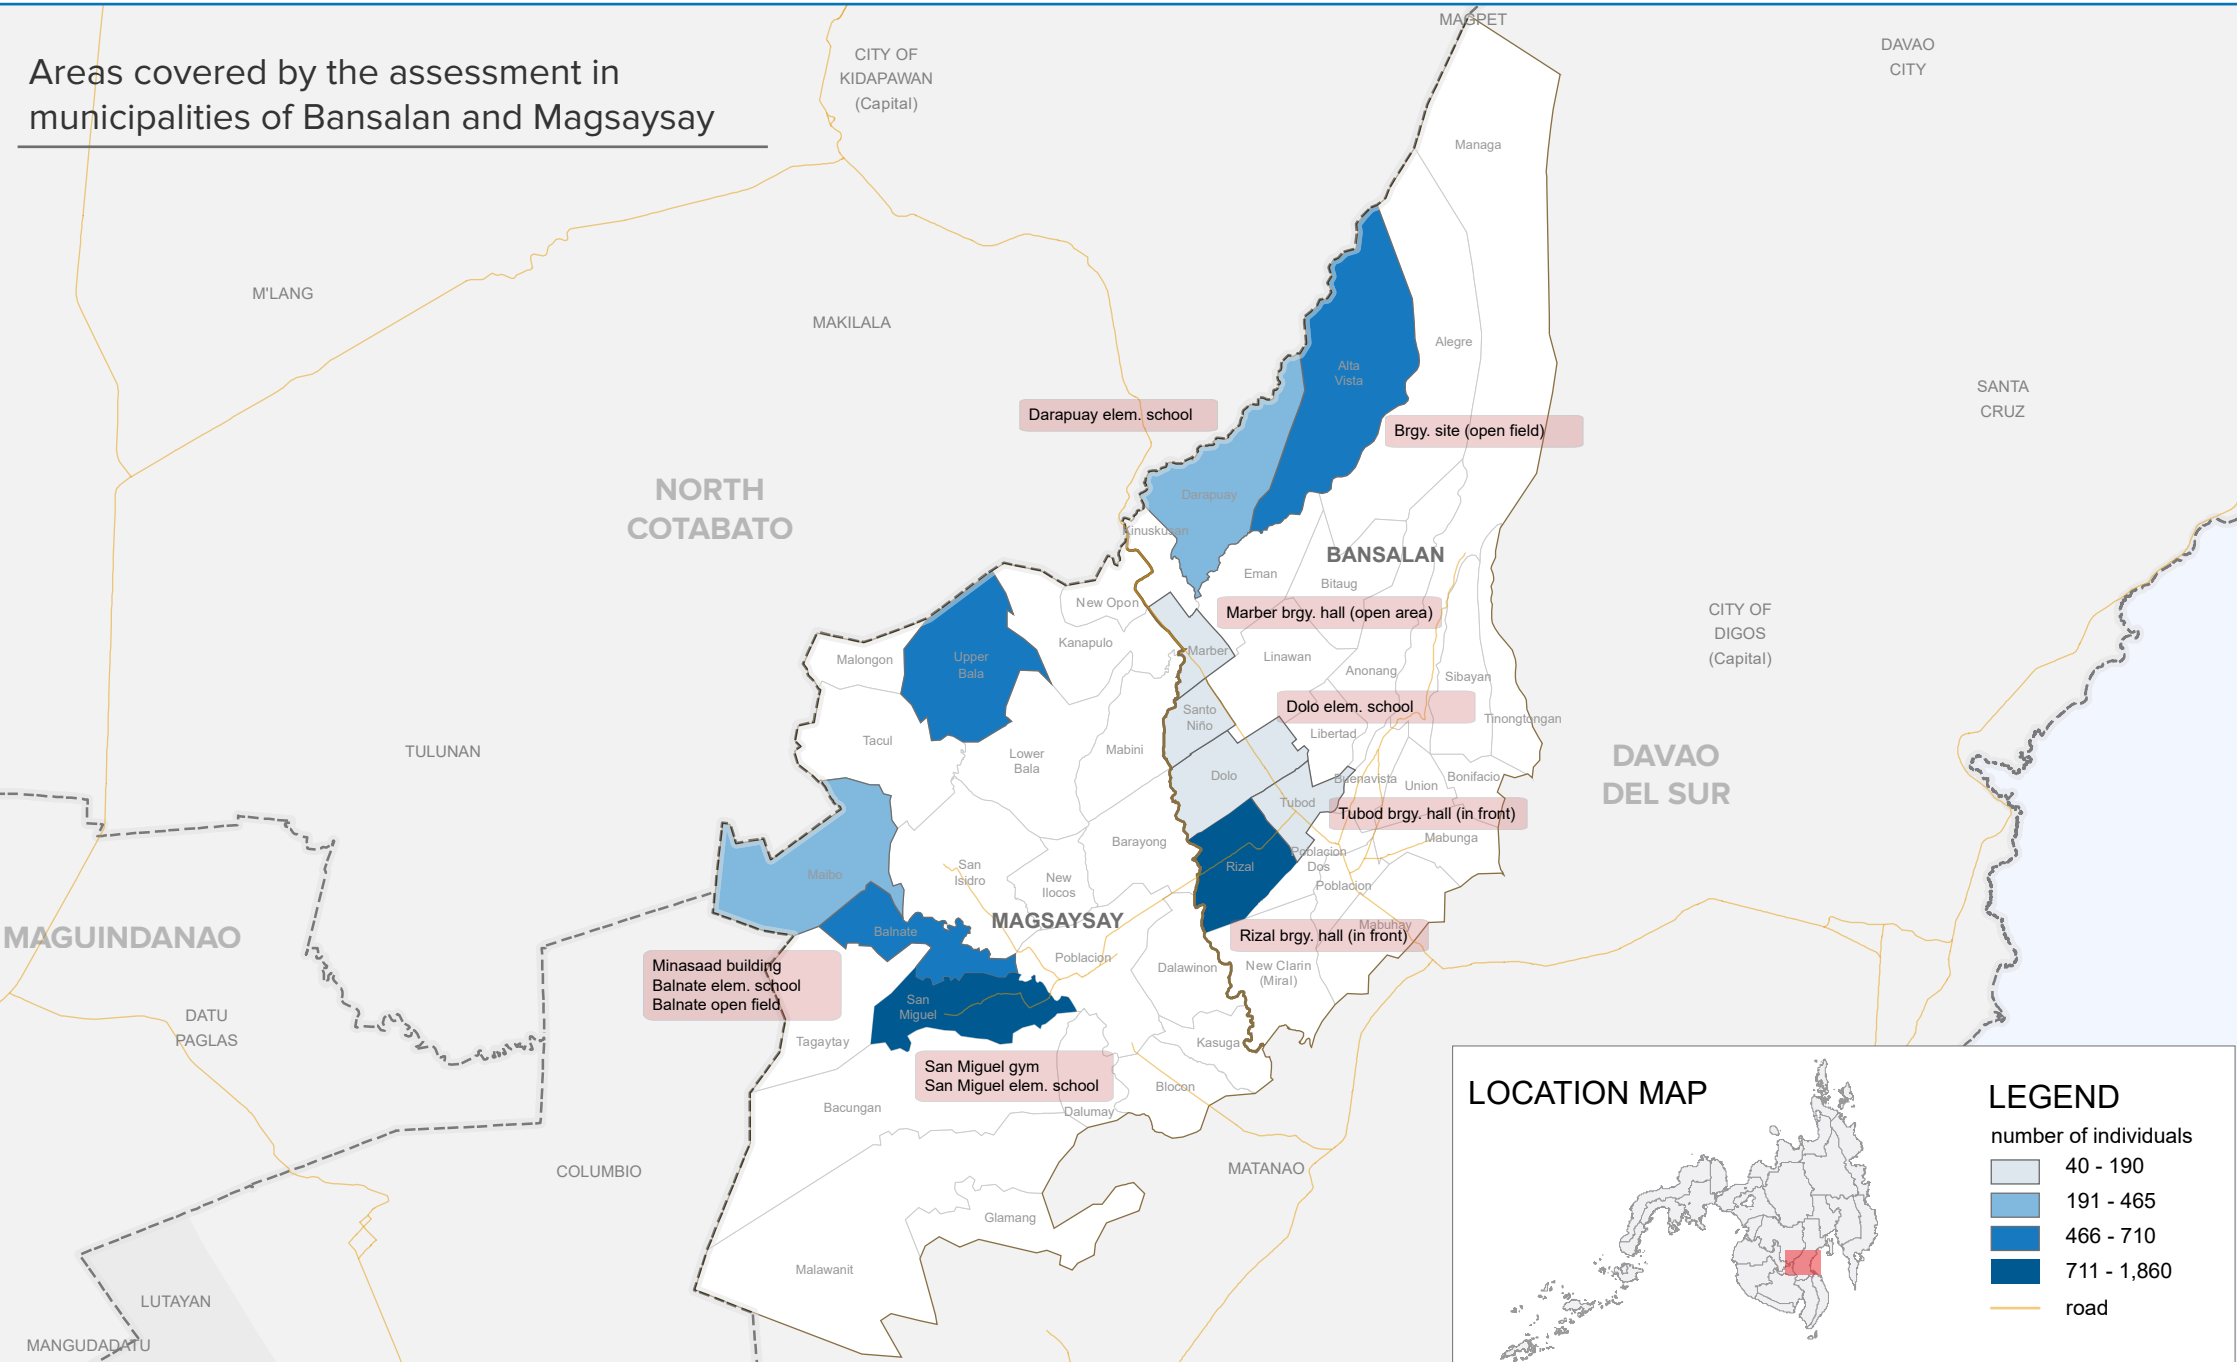 Areas covered by the assessment in
municipalities of Bansalan and Magsaysay
MAGPET
CITY OF
KIDAPAWAN
(Capital)
DAVAO
CITY
Managa
M'LANG
MAKILALA
Alegre
Alta
Vista
SANTA
CRUZ
Darapuay elem. school
Brgy. site (open field)
NORTH
COTABATO
Darapuay
Kinuskusan
BANSALAN
Eman
Bitaug
New Opon
Marber brgy. hall (open area)
CITY OF
DIGOS
(Capital)
Kanapulo
Malongon
Upper
Bala
Marber
Linawan
Anonang
Sibayan
Dolo elem. school
Santo
Niño
Tinongtongan
Libertad
Tacul
TULUNAN
Lower
Bala
Mabini
DAVAO
DEL SUR
Dolo
Buenavista
Union
Bonifacio
Tubod
Tubod brgy. hall (in front)
Barayong
Mabunga
Poblacion
Dos
Maibo
San
Isidro
Rizal
New
Ilocos
Poblacion
MAGSAYSAY
Mabuhay
MAGUINDANAO
Balnate
Rizal brgy. hall (in front)
Poblacion
Dalawinon
New Clarin
(Miral)
Minasaad building
Balnate elem. school
Balnate open field
San
Miguel
DATU
PAGLAS
Tagaytay
Kasuga
San Miguel gym
San Miguel elem. school
Blocon
Bacungan
Dalumay
COLUMBIO
MATANAO
Glamang
Malawanit
LUTAYAN
MANGUDADATU
LOCATION MAP
LEGEND
number of individuals
40 - 190
191 - 465
466 - 710
711 - 1,860
road